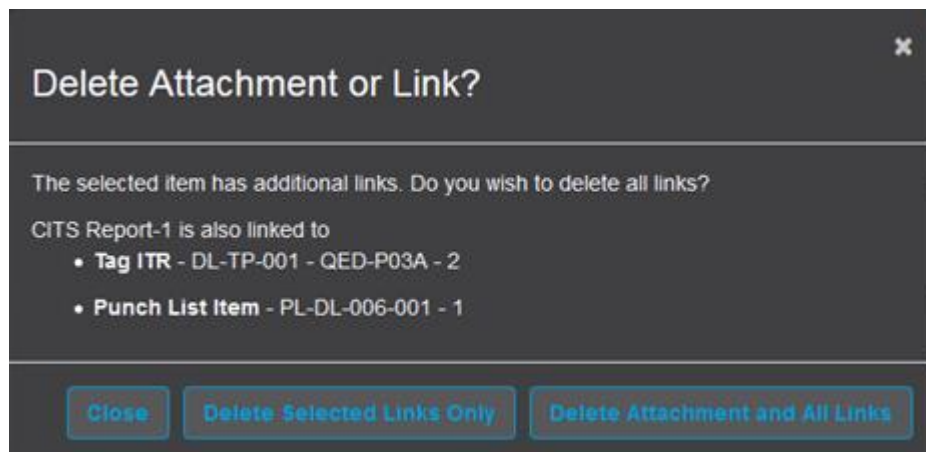 Delete Attachment or Link?
The selected item has additional links. Do you wish to delete all links?
CITS Report-1 is also linked to
• Tag ITR - DL-TP-001 - QED-P03A - 2
• Punch List Item - PL-DL-006-001 - 1
Close Delete Selected Links Only Delete Attachment and All Links